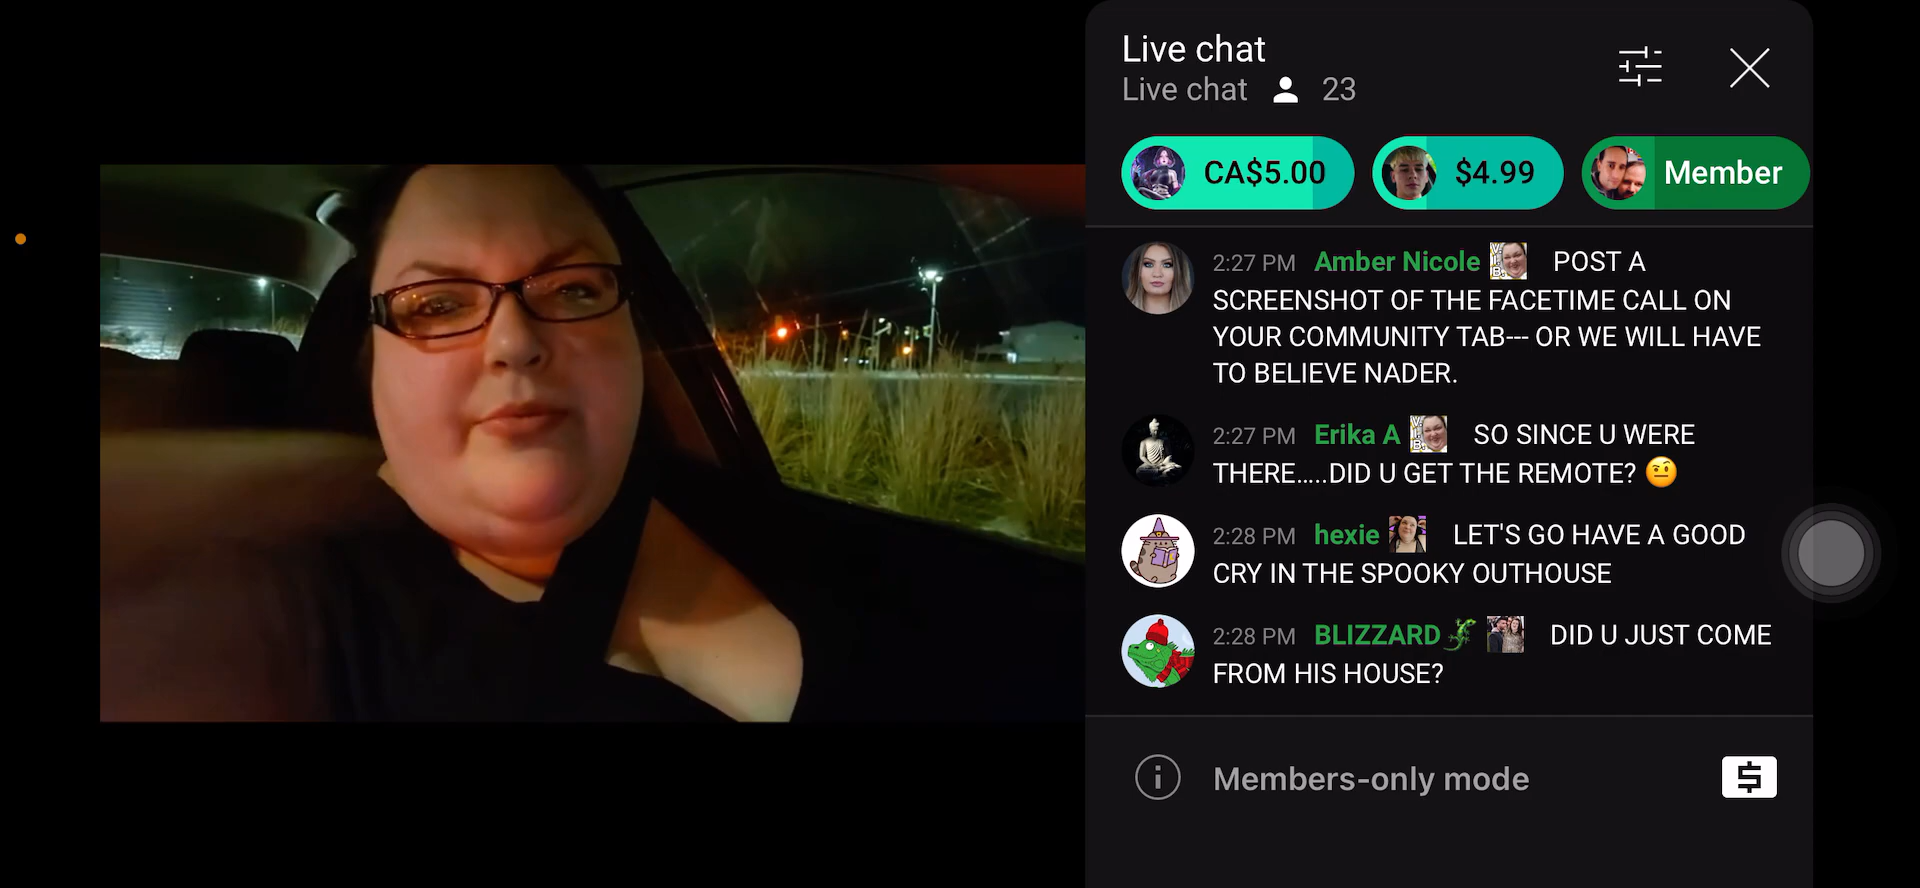 Live chat
Live chat 23
CA$5.00 $4.99 Member
2:27 PM Amber Nicole POST A
SCREENSHOT OF THE FACETIME CALL ON
YOUR COMMUNITY TAB--- OR WE WILL HAVE
TO BELIEVE NADER.
2:27 PM Erika A SO SINCE U WERE
THERE.....DID U GET THE REMOTE? 🤨
2:28 PM hexie LET'S GO HAVE A GOOD
CRY IN THE SPOOKY OUTHOUSE
2:28 PM BLIZZARD🦎 DID U JUST COME
FROM HIS HOUSE?
Members-only mode